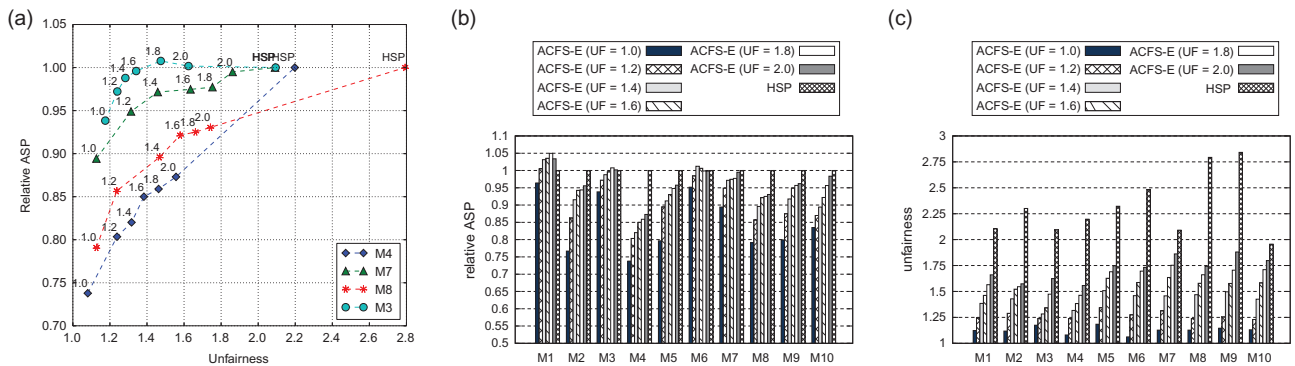 (a)
1.05
1.00
0.95
0.90
0.85
0.80
0.75
0.70
Relative ASP
1.0
1.2
1.4
1.6
1.8
2.0
2.2
2.4
2.6
2.8
Unfairness
1.0
1.2
1.4
1.6
1.8
2.0
HSP
1.0
1.2
1.4
1.6
1.8
2.0
HSP
1.0
1.2
1.4
1.6
1.8
2.0
HSP
1.0
1.2
1.4
1.6
1.8
2.0
HSP
M4
M7
M8
M3
(b)
ACFS-E (UF = 1.0)
ACFS-E (UF = 1.2)
ACFS-E (UF = 1.4)
ACFS-E (UF = 1.6)
ACFS-E (UF = 1.8)
ACFS-E (UF = 2.0)
HSP
relative ASP
1.1
1.05
1
0.95
0.9
0.85
0.8
0.75
0.7
0.65
0.6
0.55
0.5
M1 M2 M3 M4 M5 M6 M7 M8 M9 M10
(c)
ACFS-E (UF = 1.0)
ACFS-E (UF = 1.2)
ACFS-E (UF = 1.4)
ACFS-E (UF = 1.6)
ACFS-E (UF = 1.8)
ACFS-E (UF = 2.0)
HSP
unfairness
3
2.75
2.5
2.25
2
1.75
1.5
1.25
1
M1 M2 M3 M4 M5 M6 M7 M8 M9 M10